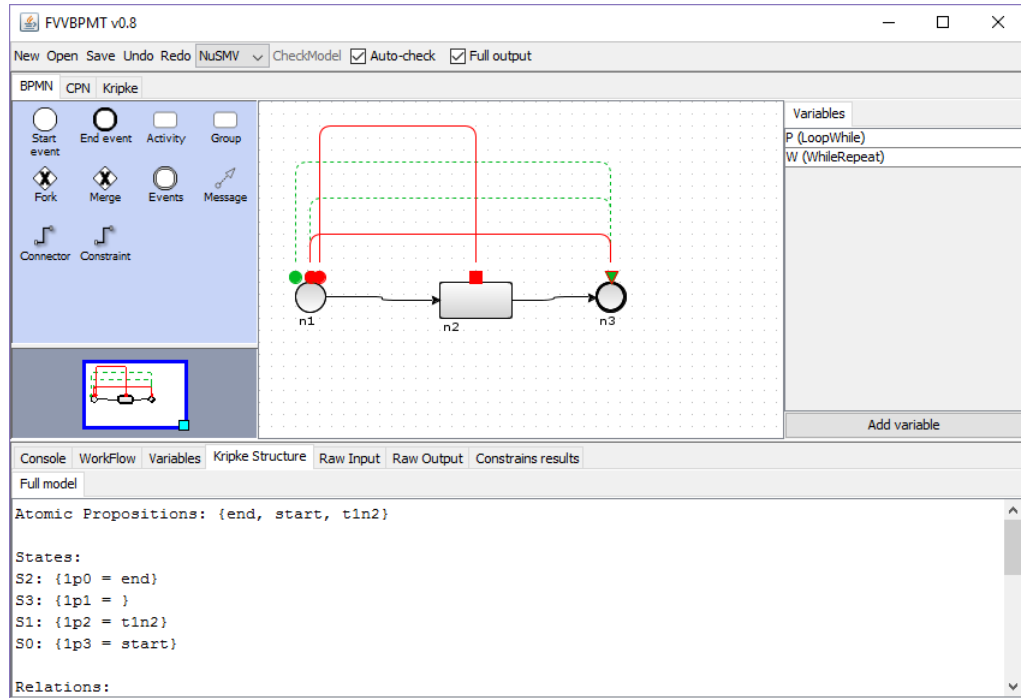 FVVBPMT v0.8
New Open Save Undo Redo NuSMV CheckModel Auto-check Full output
BPMN CPN Kripke
Start event
End event
Activity
Group
Fork
Merge
Events
Message
Connector
Constraint
n1
n2
n3
Variables
P (LoopWhile)
W (WhileRepeat)
Add variable
Console WorkFlow Variables Kripke Structure Raw Input Raw Output Constrains results
Full model
Atomic Propositions: {end, start, t1n2}
States:
S2: {1p0 = end}
S3: {1p1 = }
S1: {1p2 = t1n2}
S0: {1p3 = start}
Relations: